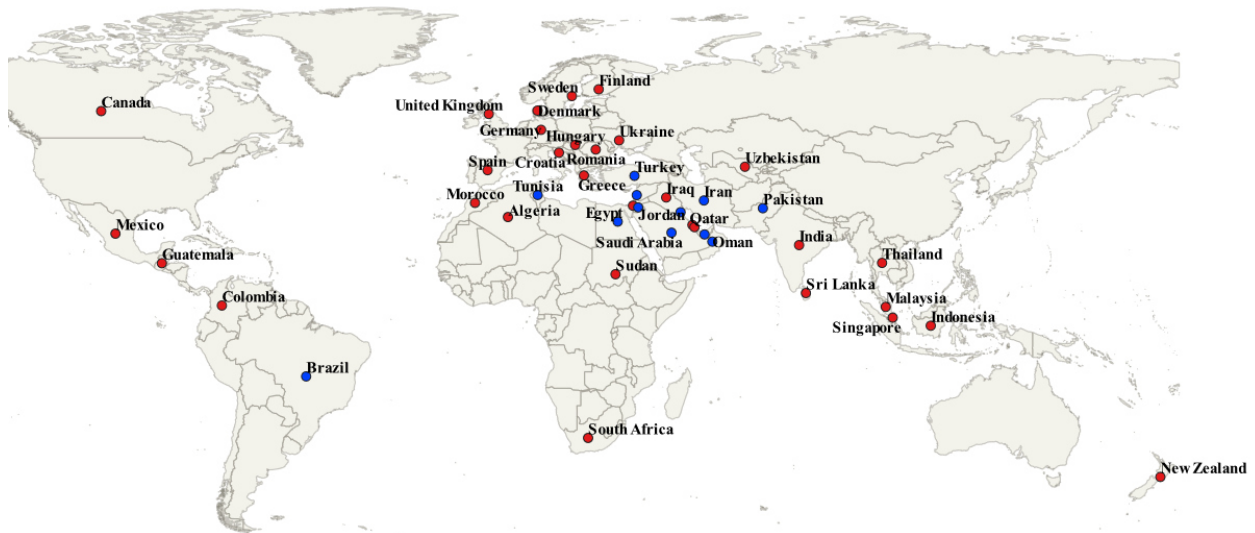 Finland
Sweden
Canada
United Kingdom
Denmark
Germany
Hungary
Ukraine
Croatia
Romania
Uzbekistan
Spain
Turkey
Tunisia
Greece
Iraq
Iran
Morocco
Pakistan
Algeria
Egypt
Jordan
Qatar
Mexico
Saudi Arabia
Oman
India
Guatemala
Thailand
Sudan
Sri Lanka
Colombia
Malaysia
Singapore
Indonesia
Brazil
South Africa
New Zealand